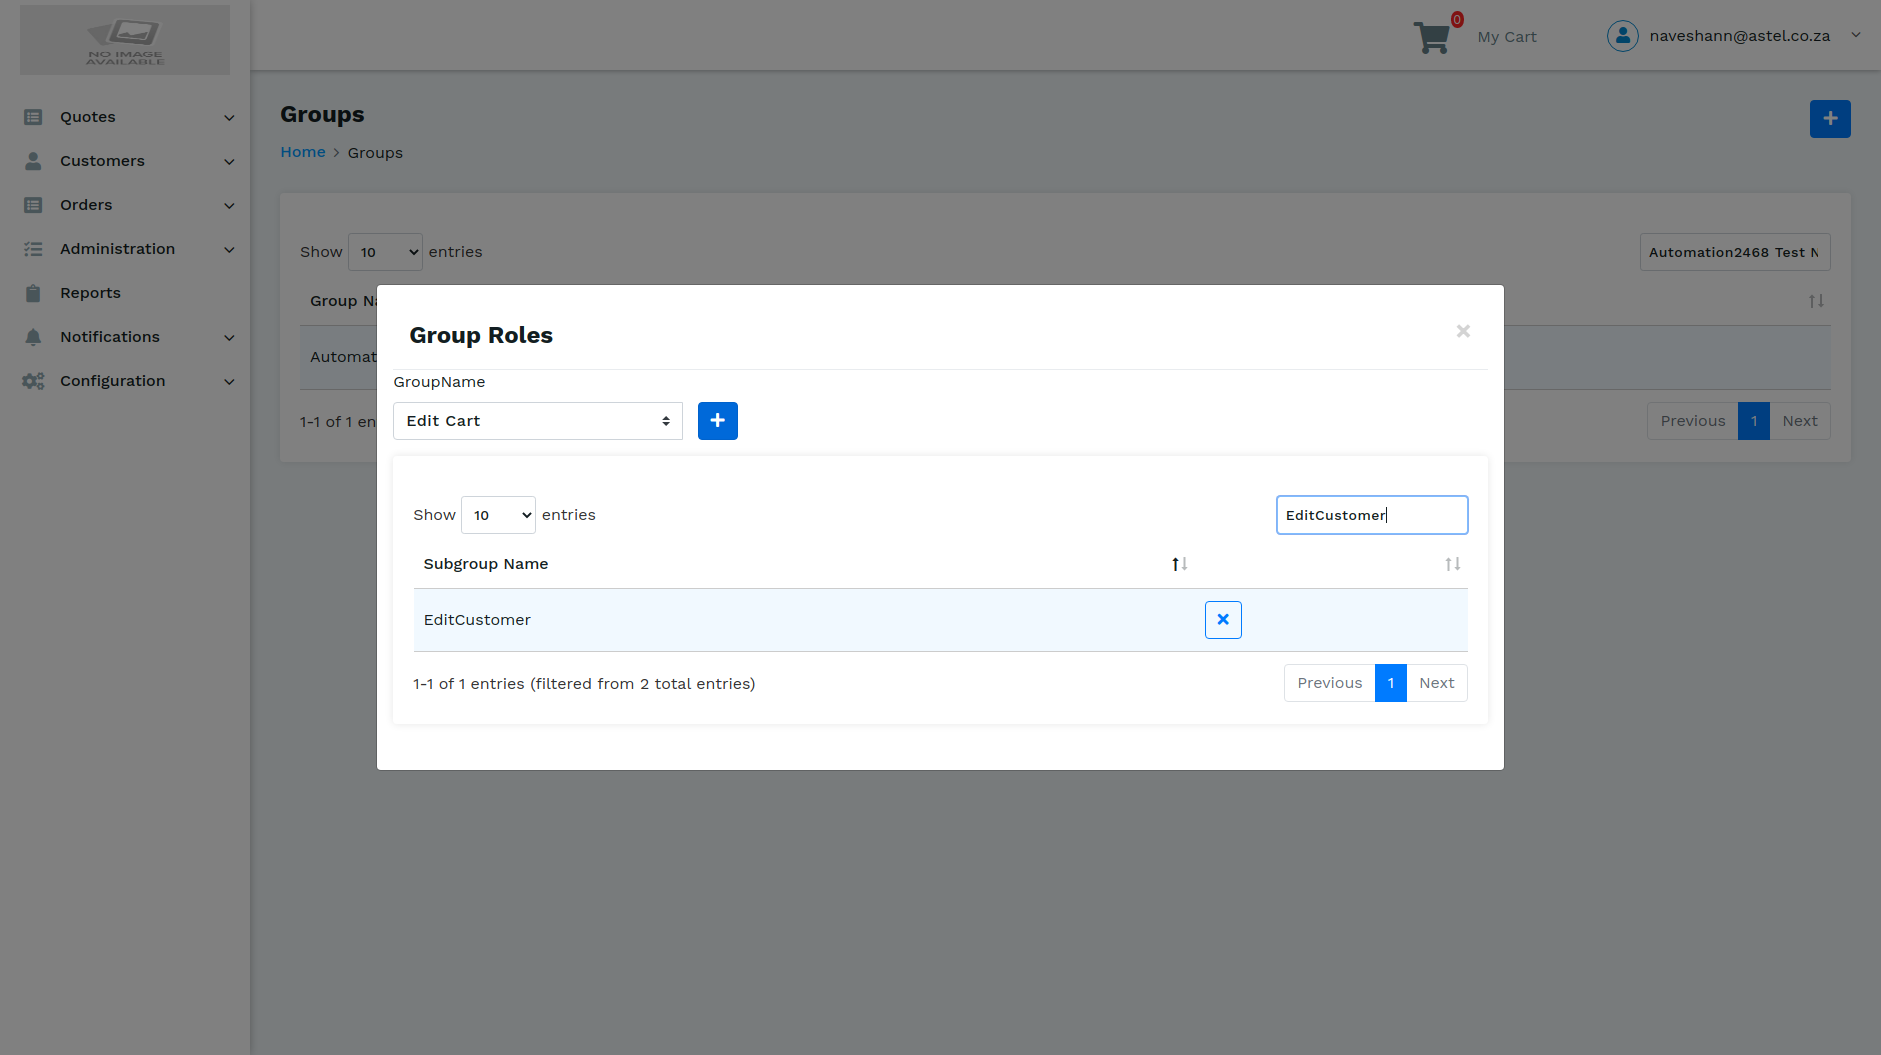 NO IMAGE
AVAILABLE
0
My Cart
naveshann@astel.co.za
Quotes
Customers
Orders
Administration
Reports
Notifications
Configuration
Groups
Home > Groups
Show 10 entries
Automation2468 Test N
Group Na
Automat
1-1 of 1 en
Previous 1 Next
Group Roles
GroupName
Edit Cart
Show 10 entries
EditCustomer
Subgroup Name
EditCustomer
1-1 of 1 entries (filtered from 2 total entries)
Previous 1 Next